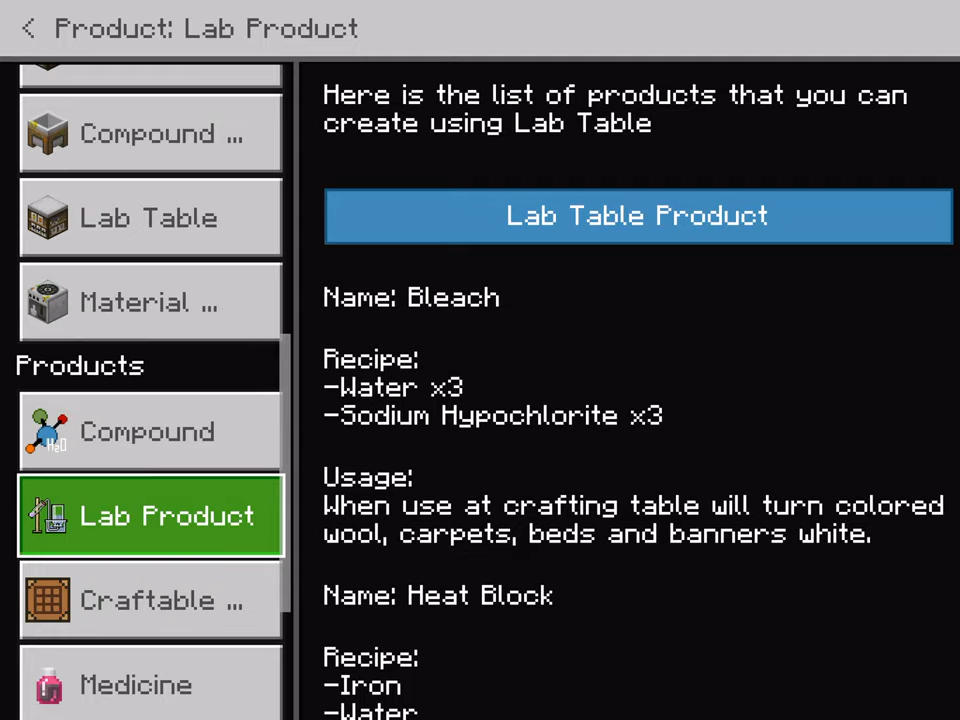 Product: Lab Product
Compound ...
Lab Table
Material ...
Products
H₂O
Compound
Lab Product
Craftable ...
Medicine
Here is the list of products that you can
create using Lab Table
Lab Table Product
Name: Bleach
Recipe:
-Water x3
-Sodium Hypochlorite x3
Usage:
When use at crafting table will turn colored
wool, carpets, beds and banners white.
Name: Heat Block
Recipe:
-Iron
-Water